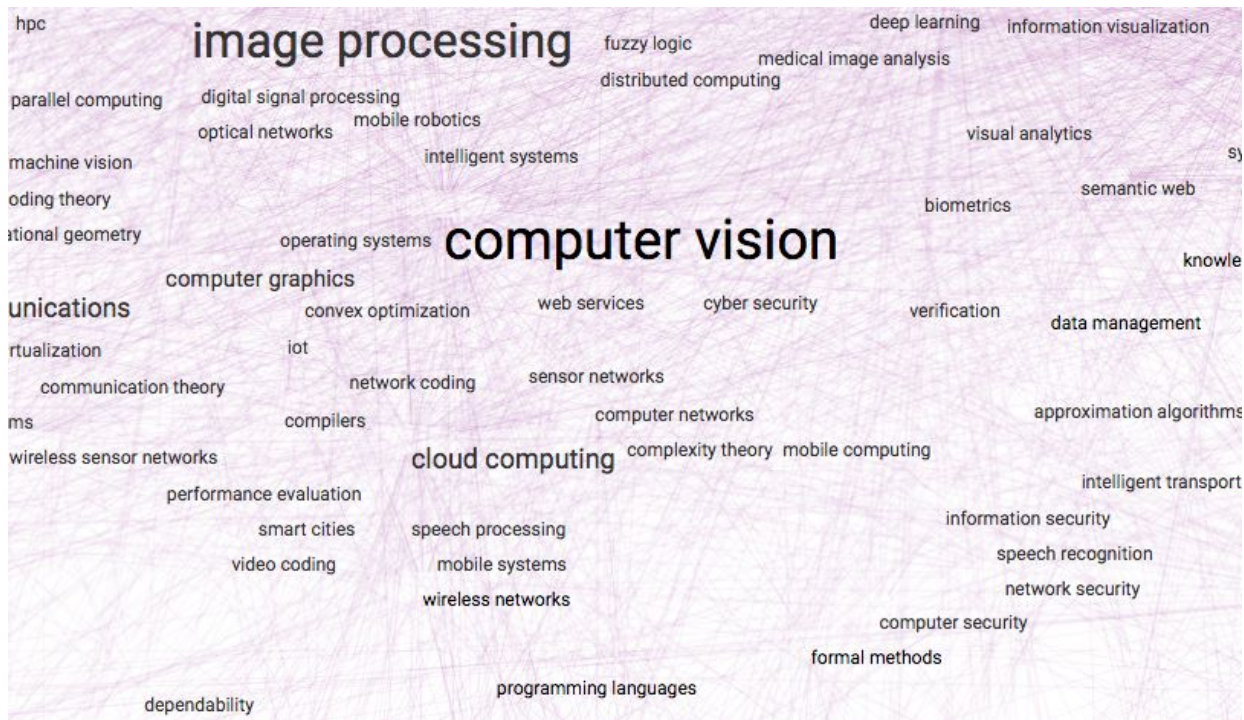 hpc
image processing
fuzzy logic
deep learning
information visualization
medical image analysis
distributed computing
parallel computing
digital signal processing
mobile robotics
optical networks
visual analytics
machine vision
intelligent systems
sy
oding theory
semantic web
biometrics
ational geometry
operating systems
computer vision
knowle
computer graphics
unications
convex optimization
web services
cyber security
verification
data management
rtualization
iot
communication theory
network coding
sensor networks
ms
compilers
computer networks
approximation algorithms
wireless sensor networks
cloud computing
complexity theory
mobile computing
intelligent transport
performance evaluation
information security
smart cities
speech processing
speech recognition
video coding
mobile systems
network security
wireless networks
computer security
formal methods
programming languages
dependability